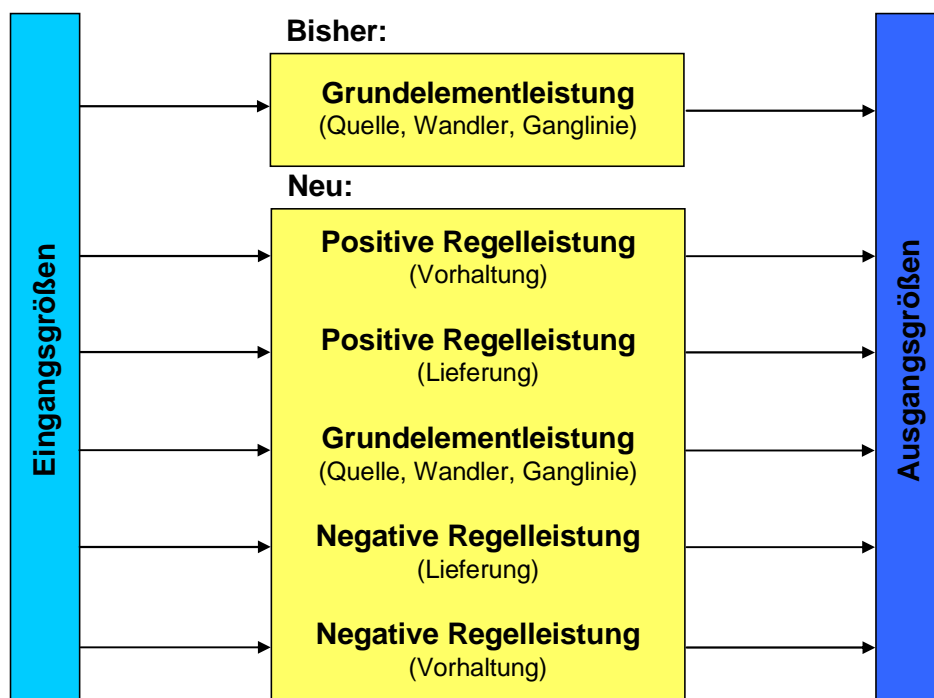 Bisher:
Grundelementleistung
(Quelle, Wandler, Ganglinie)
Neu:
Eingangsgrößen
Positive Regelleistung
(Vorhaltung)
Positive Regelleistung
(Lieferung)
Grundelementleistung
(Quelle, Wandler, Ganglinie)
Negative Regelleistung
(Lieferung)
Negative Regelleistung
(Vorhaltung)
Ausgangsgrößen